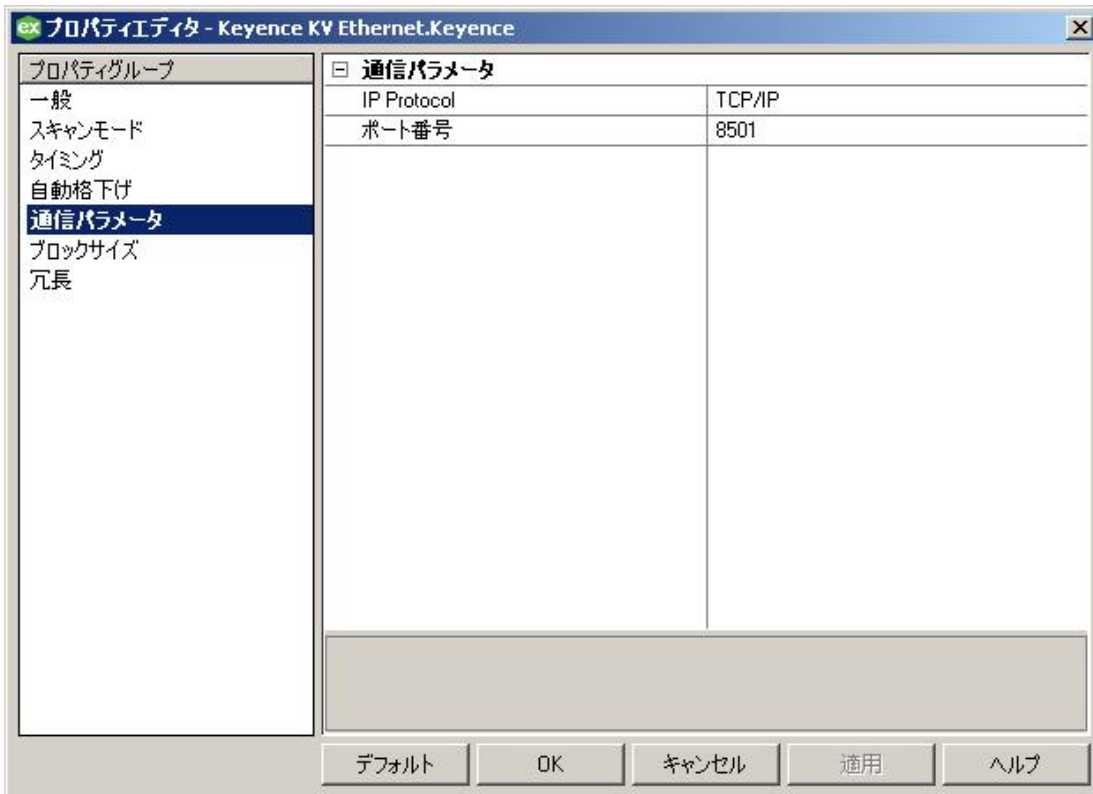 ex プロパティエディタ - Keyence KV Ethernet.Keyence
プロパティグループ
一般
スキャンモード
タイミング
自動格下げ
通信パラメータ
ブロックサイズ
冗長
通信パラメータ
IP Protocol TCP/IP
ポート番号 8501
デフォルト OK キャンセル 適用 ヘルプ